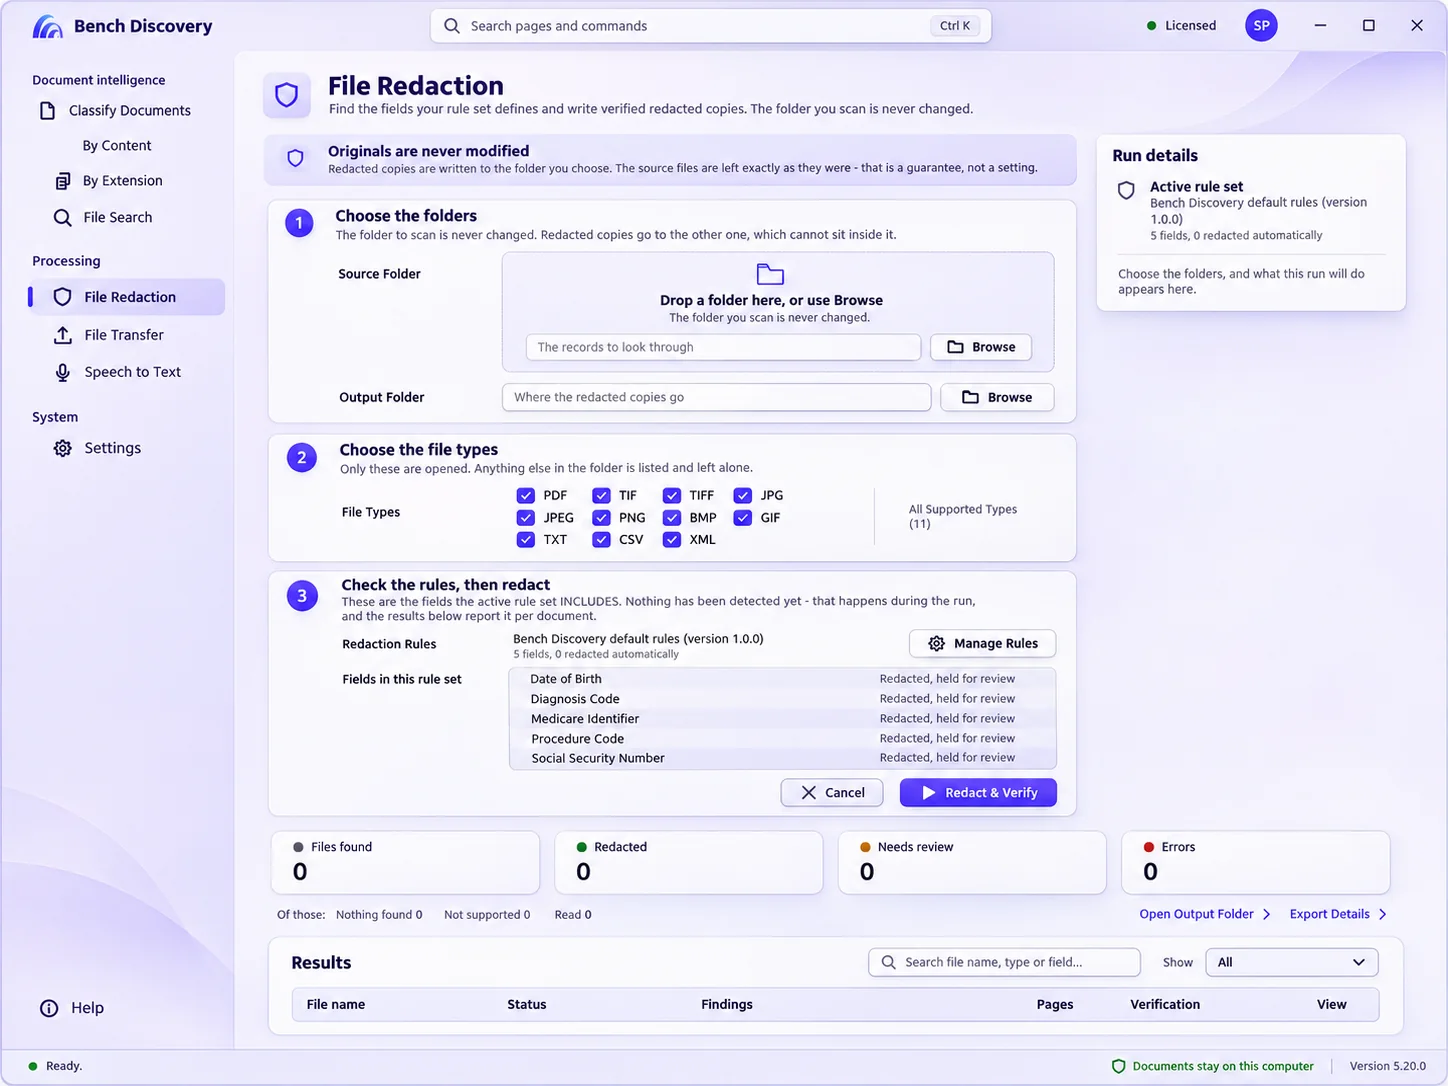 Bench Discovery
Search pages and commands
Ctrl K
Licensed
SP
Document intelligence
Classify Documents
By Content
By Extension
File Search
Processing
File Redaction
File Transfer
Speech to Text
System
Settings
Help
File Redaction
Find the fields your rule set defines and write verified redacted copies. The folder you scan is never changed.
Originals are never modified
Redacted copies are written to the folder you choose. The source files are left exactly as they were - that is a guarantee, not a setting.
1
Choose the folders
The folder to scan is never changed. Redacted copies go to the other one, which cannot sit inside it.
Source Folder
Drop a folder here, or use Browse
The folder you scan is never changed.
The records to look through
Browse
Output Folder
Where the redacted copies go
Browse
2
Choose the file types
Only these are opened. Anything else in the folder is listed and left alone.
File Types
PDF TIF TIFF JPG
JPEG PNG BMP GIF
TXT CSV XML
All Supported Types
(11)
3
Check the rules, then redact
These are the fields the active rule set INCLUDES. Nothing has been detected yet - that happens during the run,
and the results below report it per document.
Redaction Rules
Bench Discovery default rules (version 1.0.0)
5 fields, 0 redacted automatically
Manage Rules
Fields in this rule set
Date of Birth Redacted, held for review
Diagnosis Code Redacted, held for review
Medicare Identifier Redacted, held for review
Procedure Code Redacted, held for review
Social Security Number Redacted, held for review
Cancel
Redact & Verify
Run details
Active rule set
Bench Discovery default rules (version
1.0.0)
5 fields, 0 redacted automatically
Choose the folders, and what this run will do
appears here.
Files found
0
Redacted
0
Needs review
0
Errors
0
Of those: Nothing found 0 Not supported 0 Read 0
Open Output Folder
Export Details
Results
Search file name, type or field...
Show
All
File name Status Findings Pages Verification View
Ready.
Documents stay on this computer
Version 5.20.0